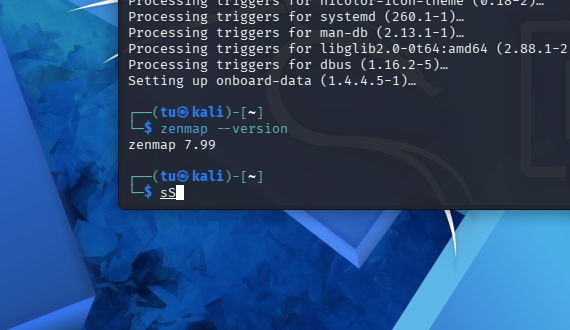 Processing triggers for hicolor-icon-theme (0.18-2)…
Processing triggers for systemd (260.1-1)…
Processing triggers for man-db (2.13.1-1)…
Processing triggers for libglib2.0-0t64:amd64 (2.88.1-2
Processing triggers for dbus (1.16.2-5)…
Setting up onboard-data (1.4.4.5-1)…
┌──(tu㉿kali)-[~]
└─$ zenmap --version
zenmap 7.99
┌──(tu㉿kali)-[~]
└─$ sS